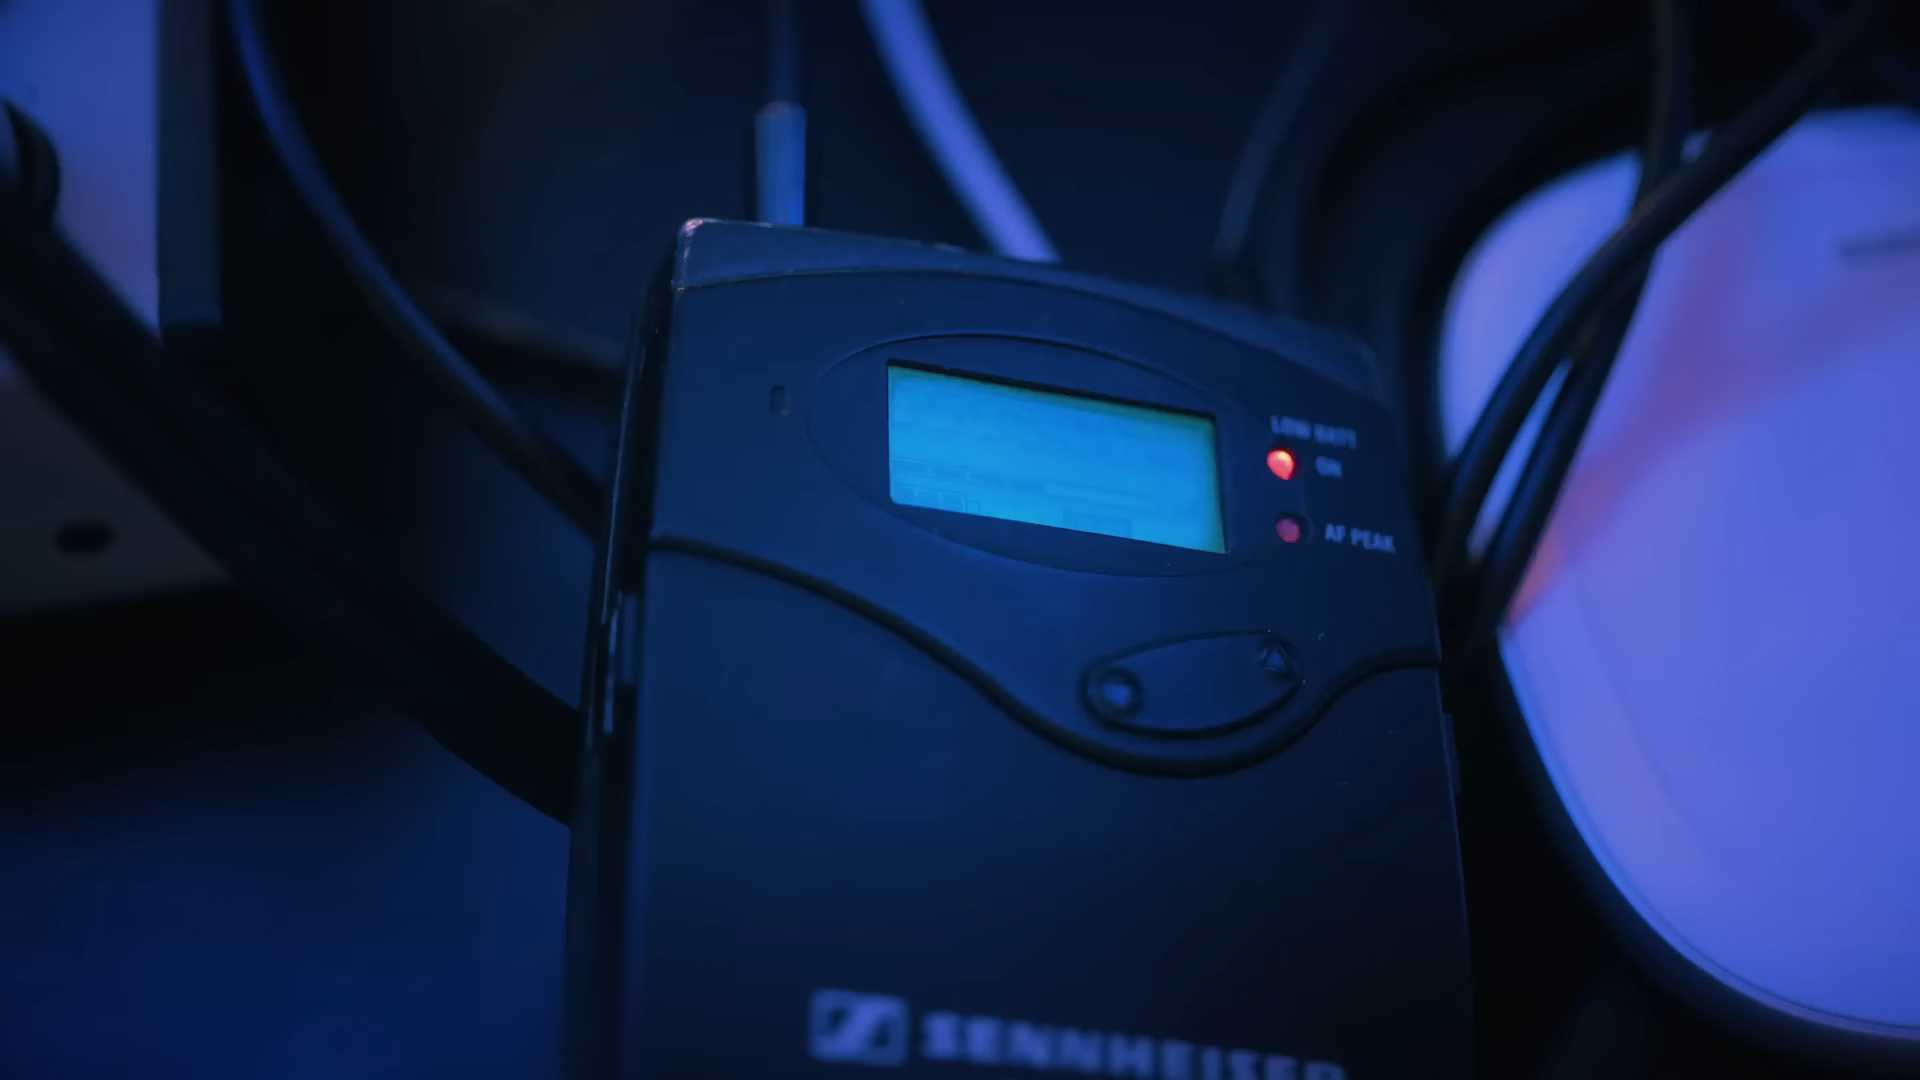 LOW BATT
ON
AF PEAK
SENNHEISER